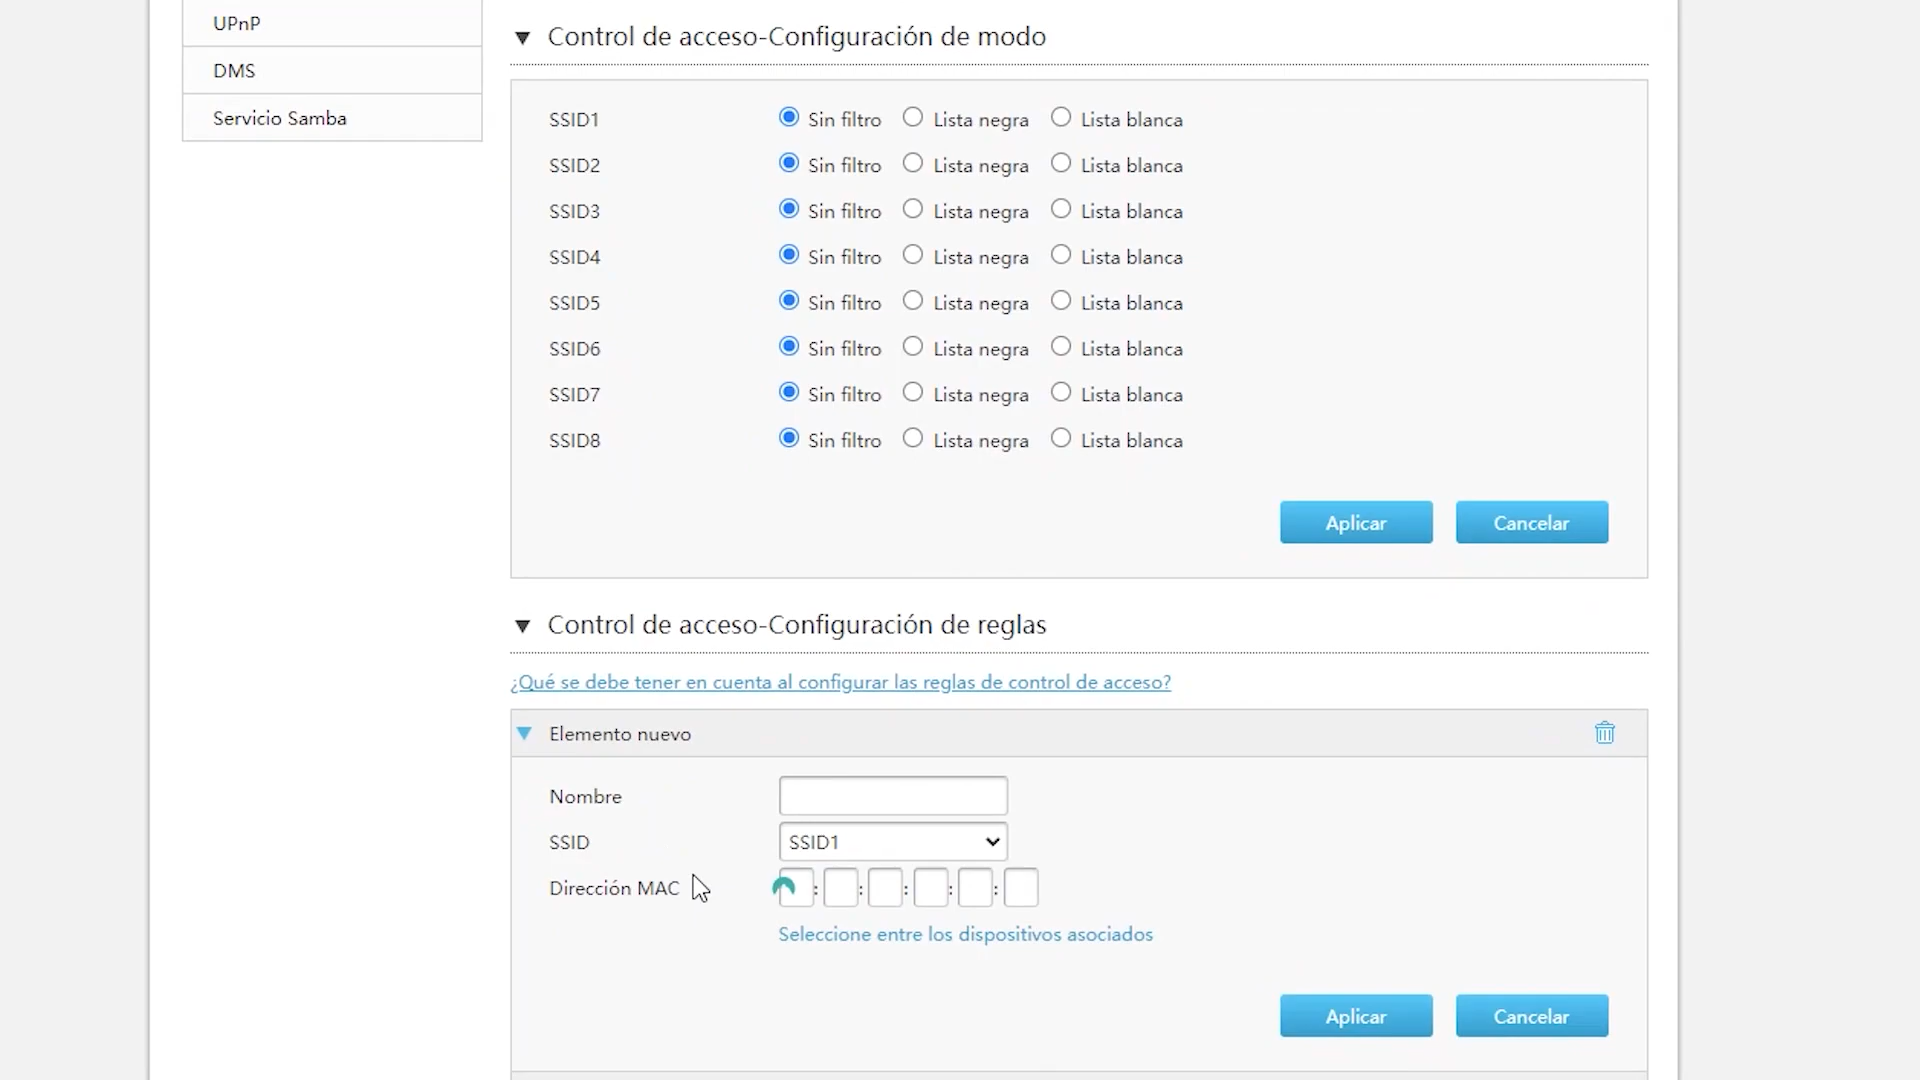 UPnP
DMS
Servicio Samba
▼ Control de acceso-Configuración de modo
SSID1 Sin filtro Lista negra Lista blanca
SSID2 Sin filtro Lista negra Lista blanca
SSID3 Sin filtro Lista negra Lista blanca
SSID4 Sin filtro Lista negra Lista blanca
SSID5 Sin filtro Lista negra Lista blanca
SSID6 Sin filtro Lista negra Lista blanca
SSID7 Sin filtro Lista negra Lista blanca
SSID8 Sin filtro Lista negra Lista blanca
Aplicar Cancelar
▼ Control de acceso-Configuración de reglas
¿Qué se debe tener en cuenta al configurar las reglas de control de acceso?
▼ Elemento nuevo
Nombre
SSID SSID1
Dirección MAC : : : : :
Seleccione entre los dispositivos asociados
Aplicar Cancelar